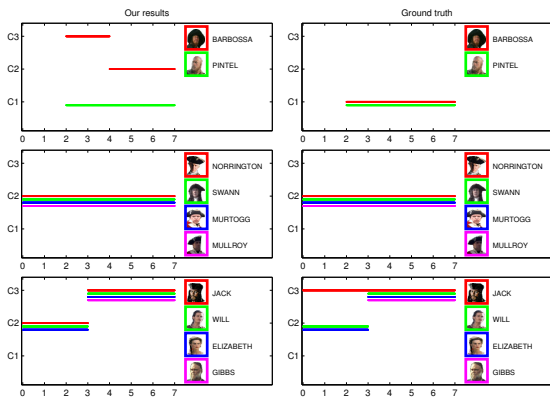 Our results
Ground truth
C3
C2
C1
0 1 2 3 4 5 6 7
BARBOSSA
PINTEL
C3
C2
C1
0 1 2 3 4 5 6 7
BARBOSSA
PINTEL
C3
C2
C1
0 1 2 3 4 5 6 7
NORRINGTON
SWANN
MURTOGG
MULLROY
C3
C2
C1
0 1 2 3 4 5 6 7
NORRINGTON
SWANN
MURTOGG
MULLROY
C3
C2
C1
0 1 2 3 4 5 6 7
JACK
WILL
ELIZABETH
GIBBS
C3
C2
C1
0 1 2 3 4 5 6 7
JACK
WILL
ELIZABETH
GIBBS